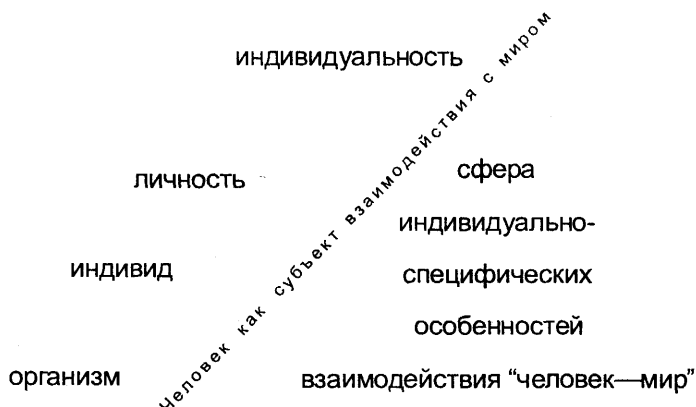 индивидуальность
личность
индивид
организм
Человек как субъект взаимодействия с миром
сфера
индивидуально-
специфических
особенностей
взаимодействия “человек—мир”